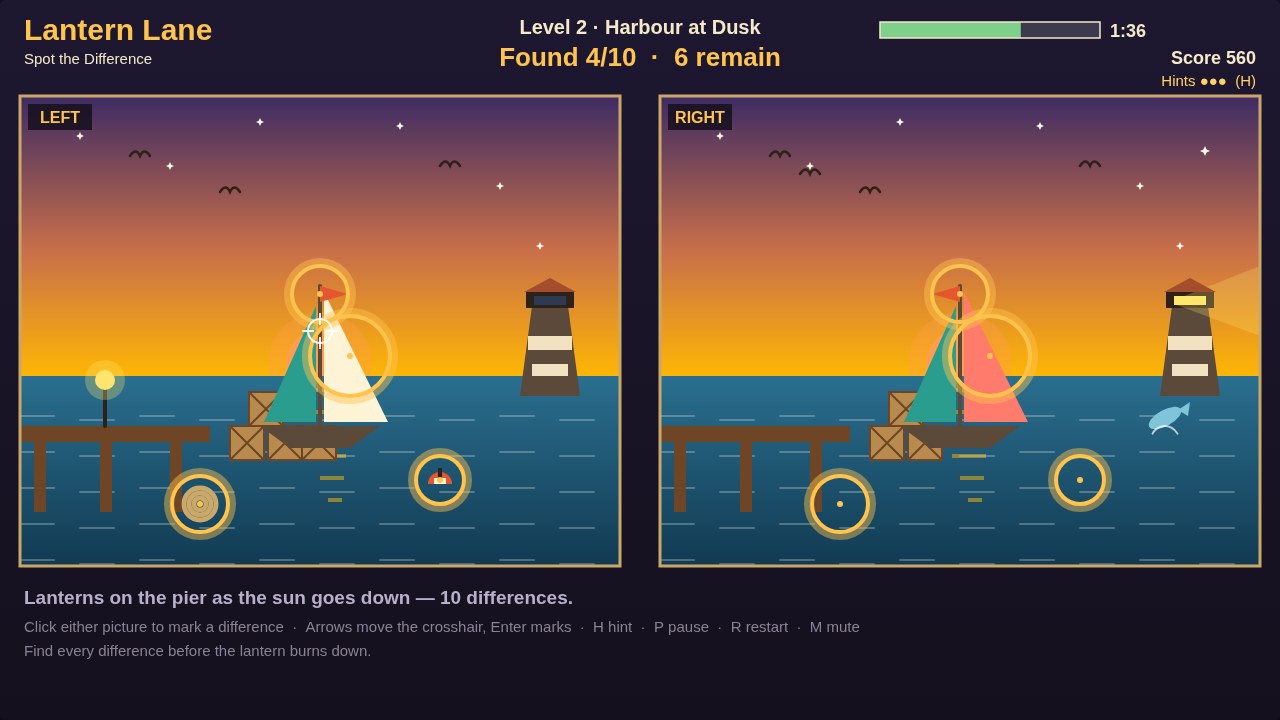 Lantern Lane
Spot the Difference
Level 2 · Harbour at Dusk
Found 4/10 · 6 remain
1:36
Score 560
Hints ●●● (H)
LEFT
RIGHT
Lanterns on the pier as the sun goes down — 10 differences.
Click either picture to mark a difference · Arrows move the crosshair, Enter marks · H hint · P pause · R restart · M mute
Find every difference before the lantern burns down.